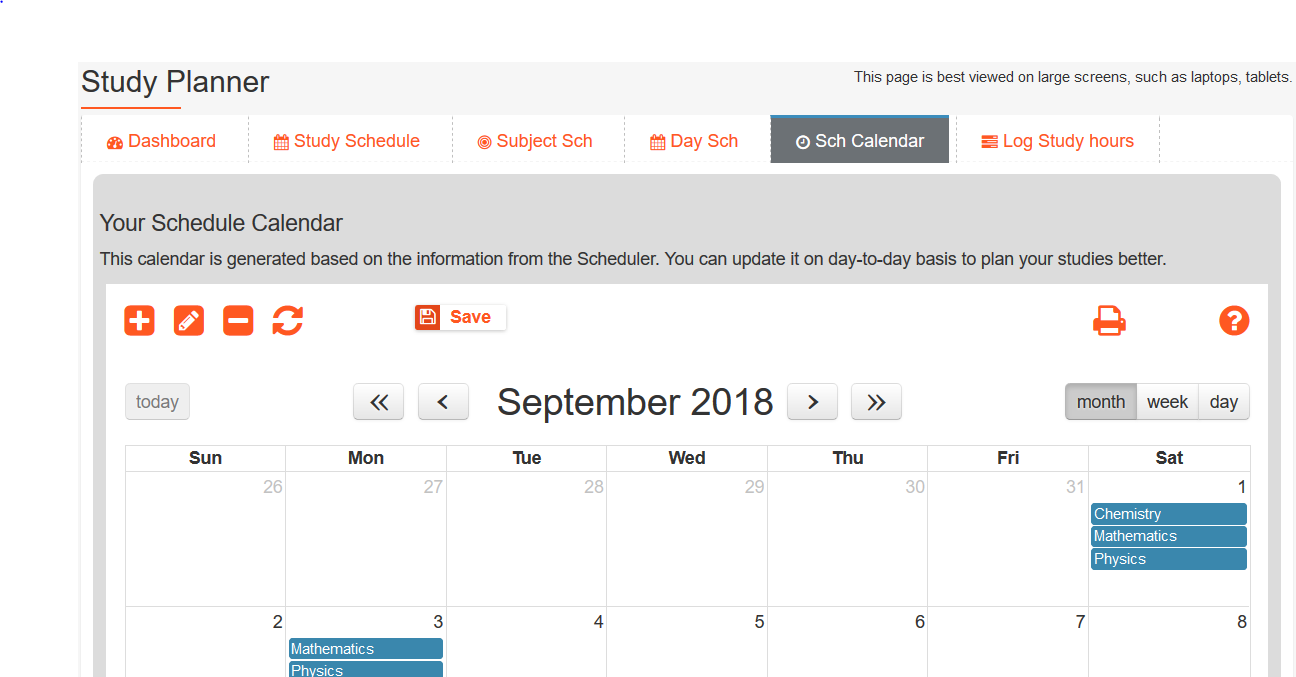 Study Planner
This page is best viewed on large screens, such as laptops, tablets.
Dashboard Study Schedule Subject Sch Day Sch Sch Calendar Log Study hours
Your Schedule Calendar
This calendar is generated based on the information from the Scheduler. You can update it on day-to-day basis to plan your studies better.
Save
today September 2018 month week day
Sun Mon Tue Wed Thu Fri Sat
26 27 28 29 30 31 1
Chemistry
Mathematics
Physics
2 3 4 5 6 7 8
Mathematics
Physics